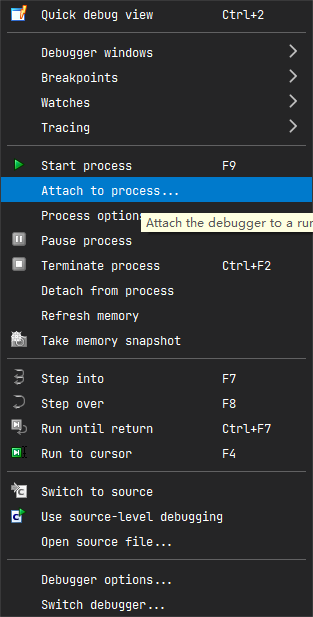 Quick debug view Ctrl+2
Debugger windows
Breakpoints
Watches
Tracing
Start process F9
Attach to process...
Process option
Attach the debugger to a run
Pause process
Terminate process Ctrl+F2
Detach from process
Refresh memory
Take memory snapshot
Step into F7
Step over F8
Run until return Ctrl+F7
Run to cursor F4
Switch to source
Use source-level debugging
Open source file...
Debugger options...
Switch debugger...